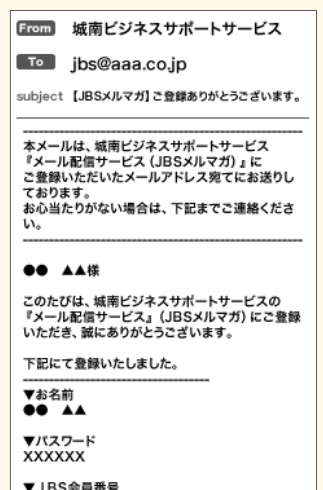 From 城南ビジネスサポートサービス
To jbs@aaa.co.jp
subject 【JBSメルマガ】ご登録ありがとうございます。
----------------------------------------------------------------
本メールは、城南ビジネスサポートサービス
『メール配信サービス（JBSメルマガ）』に
ご登録いただいたメールアドレス宛てにお送りし
ております。
お心当たりがない場合は、下記までご連絡くださ
い。
----------------------------------------------------------------
●● ▲▲様
このたびは、城南ビジネスサポートサービスの
『メール配信サービス』（JBSメルマガ）にご登録
いただき、誠にありがとうございます。
下記にて登録いたしました。
------------------------------------------
▼お名前
●● ▲▲
▼パスワード
XXXXXX
▼JBS会員番号